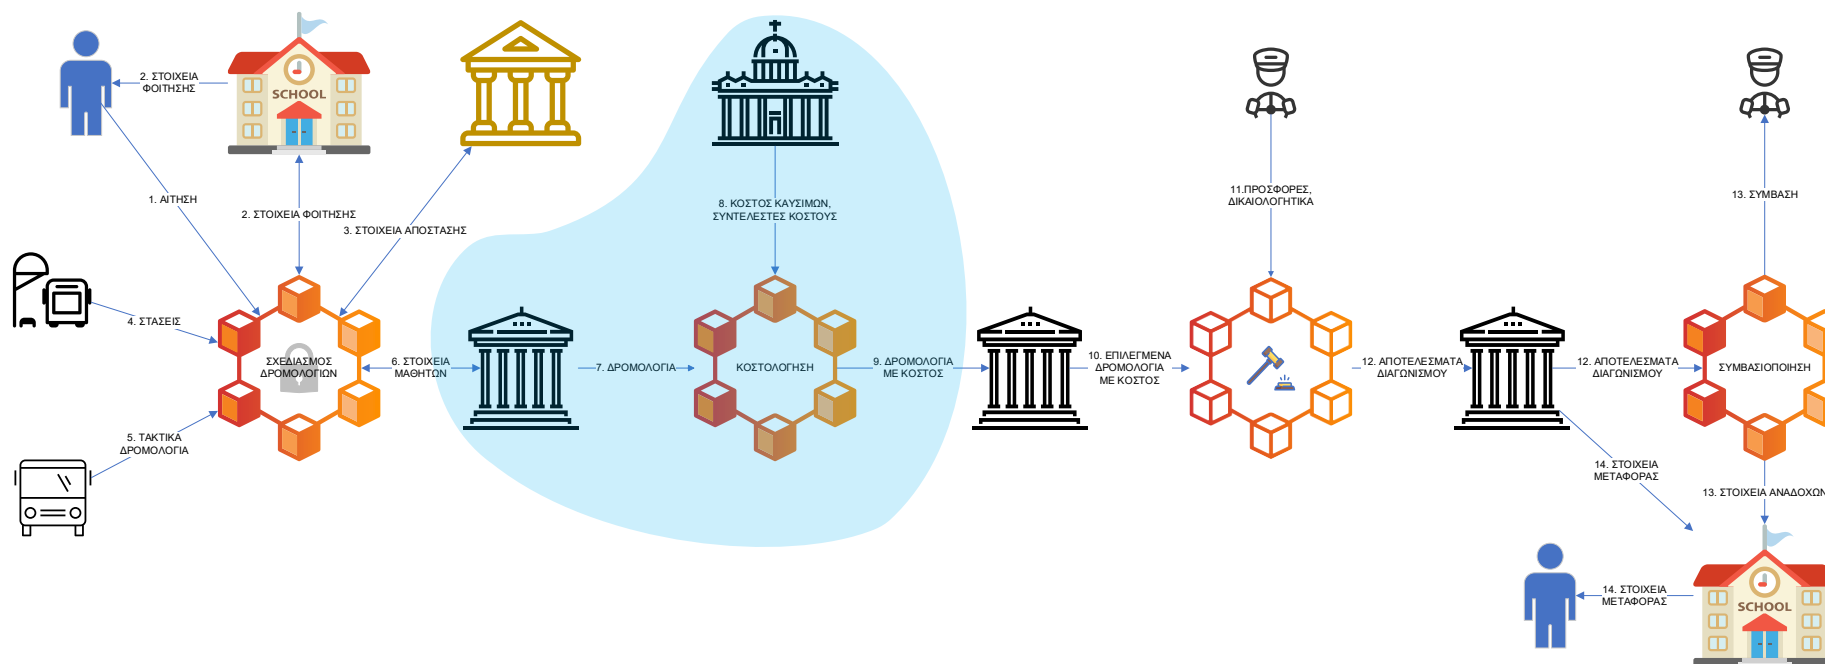 2. ΣΤΟΙΧΕΙΑ
ΦΟΙΤΗΣΗΣ
SCHOOL
1. ΑΙΤΗΣΗ
2. ΣΤΟΙΧΕΙΑ ΦΟΙΤΗΣΗΣ
3. ΣΤΟΙΧΕΙΑ ΑΠΟΣΤΑΣΗΣ
4. ΣΤΑΣΕΙΣ
ΣΧΕΔΙΑΣΜΟΣ
ΔΡΟΜΟΛΟΓΙΩΝ
5. ΤΑΚΤΙΚΑ
ΔΡΟΜΟΛΟΓΙΑ
6. ΣΤΟΙΧΕΙΑ
ΜΑΘΗΤΩΝ
7. ΔΡΟΜΟΛΟΓΙΑ
8. ΚΟΣΤΟΣ ΚΑΥΣΙΜΩΝ,
ΣΥΝΤΕΛΕΣΤΕΣ ΚΟΣΤΟΥΣ
ΚΟΣΤΟΛΟΓΗΣΗ
9. ΔΡΟΜΟΛΟΓΙΑ
ΜΕ ΚΟΣΤΟΣ
10. ΕΠΙΛΕΓΜΕΝΑ
ΔΡΟΜΟΛΟΓΙΑ
ΜΕ ΚΟΣΤΟΣ
11.ΠΡΟΣΦΟΡΕΣ,
ΔΙΚΑΙΟΛΟΓΗΤΙΚΑ
12. ΑΠΟΤΕΛΕΣΜΑΤΑ
ΔΙΑΓΩΝΙΣΜΟΥ
12. ΑΠΟΤΕΛΕΣΜΑΤΑ
ΔΙΑΓΩΝΙΣΜΟΥ
13. ΣΥΜΒΑΣΗ
ΣΥΜΒΑΣΙΟΠΟΙΗΣΗ
14. ΣΤΟΙΧΕΙΑ
ΜΕΤΑΦΟΡΑΣ
13. ΣΤΟΙΧΕΙΑ ΑΝΑΔΟΧΩΝ
14. ΣΤΟΙΧΕΙΑ
ΜΕΤΑΦΟΡΑΣ
SCHOOL